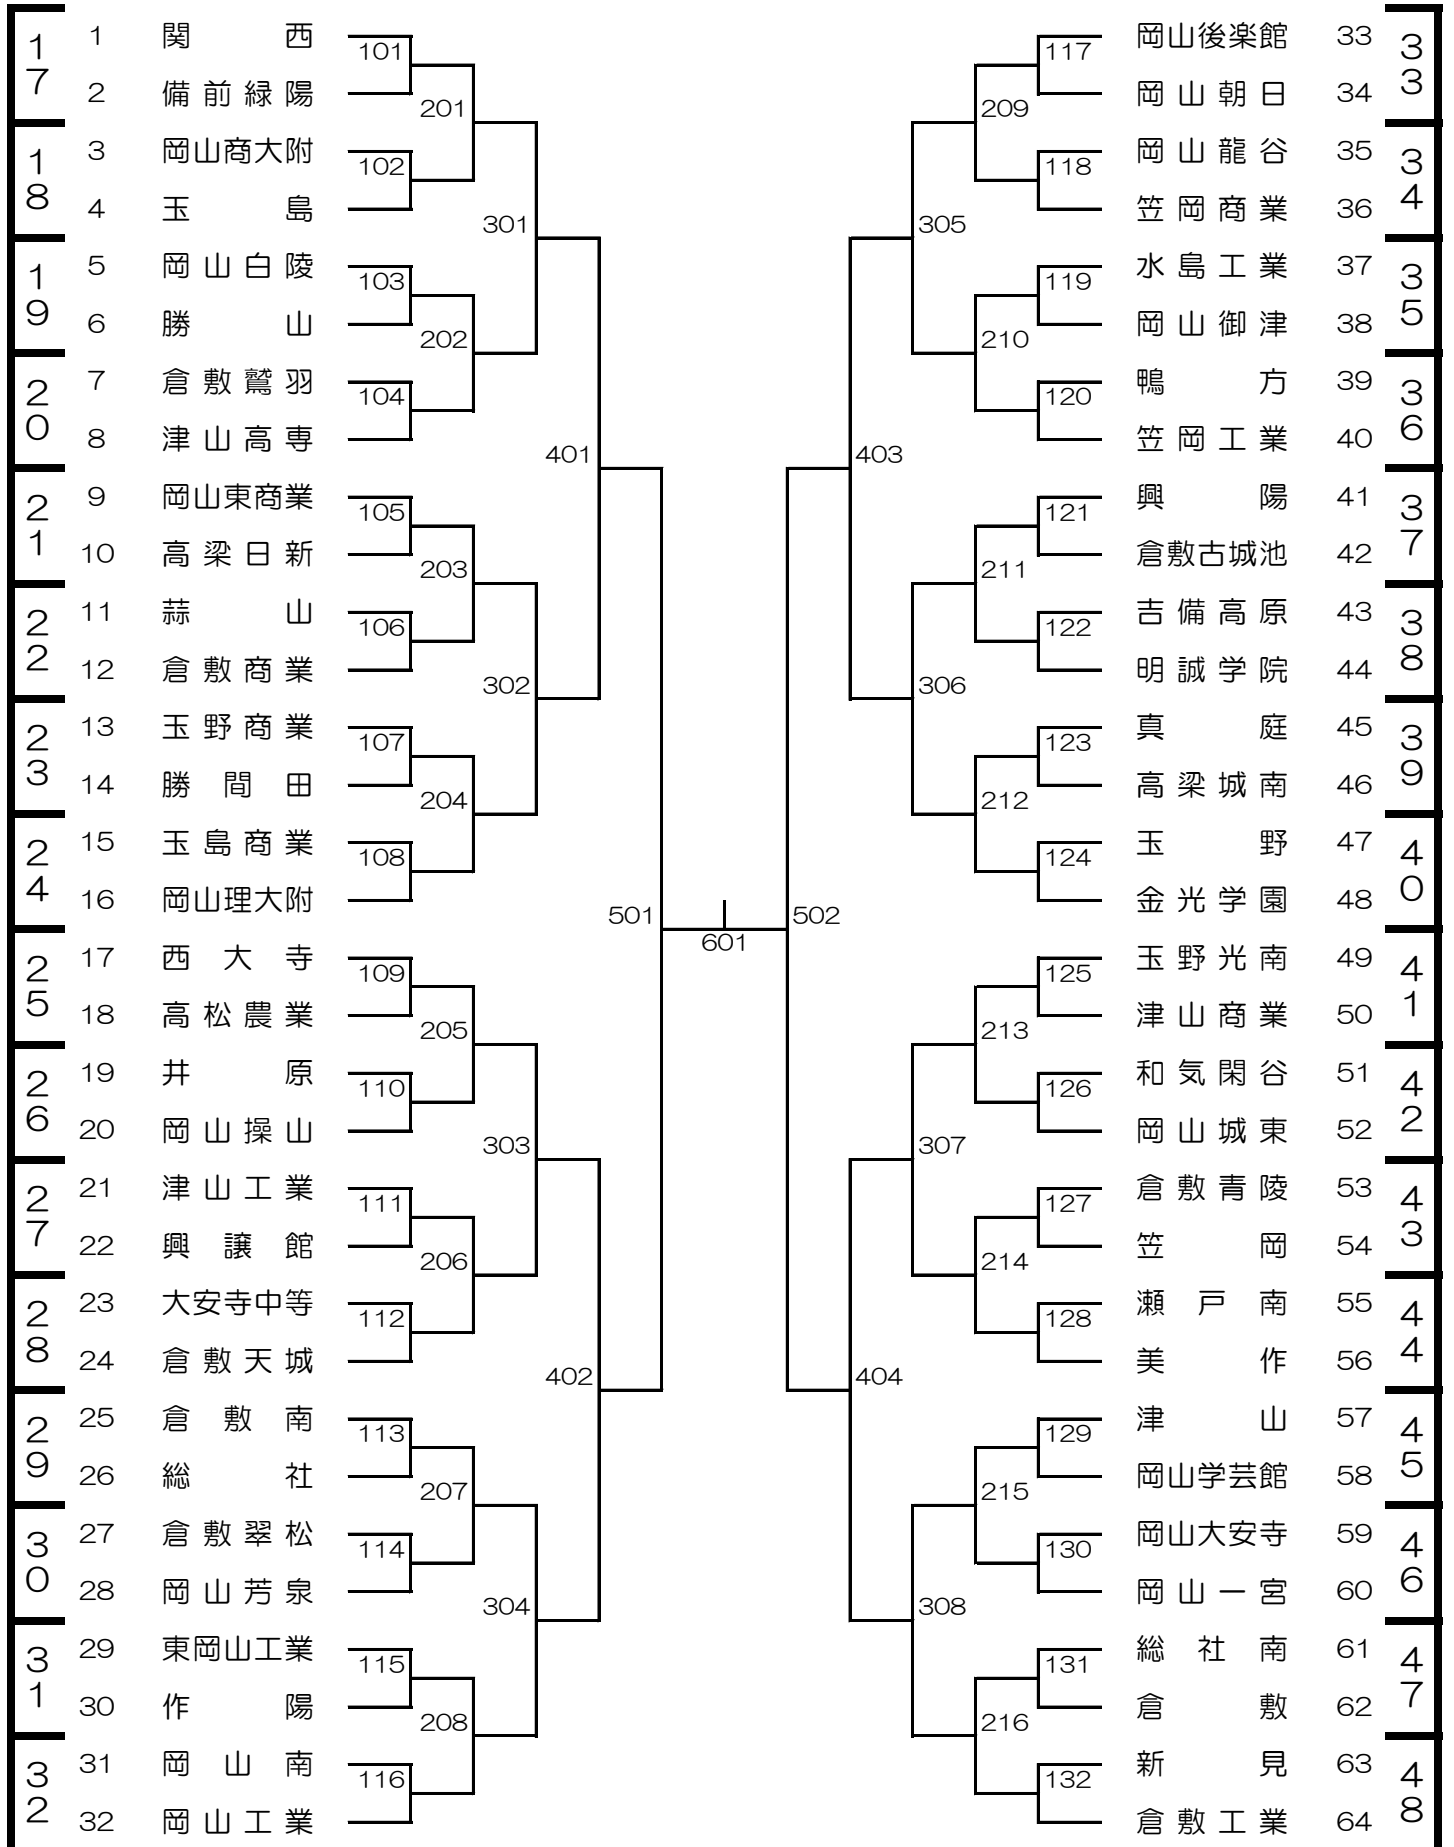 17
1 関西
101
2 備前緑陽
201
18
3 岡山商大附
102
4 玉島
301
19
5 岡山白陵
103
6 勝山
202
20
7 倉敷鷲羽
104
8 津山高専
401
21
9 岡山東商業
105
10 高梁日新
203
22
11 蒜山
106
12 倉敷商業
302
23
13 玉野商業
107
14 勝間田
204
24
15 玉島商業
108
16 岡山理大附
501
25
17 西大寺
109
18 高松農業
205
26
19 井原
110
20 岡山操山
303
27
21 津山工業
111
22 興譲館
206
28
23 大安寺中等
112
24 倉敷天城
402
29
25 倉敷南
113
26 総社
207
30
27 倉敷翠松
114
28 岡山芳泉
304
31
29 東岡山工業
115
30 作陽
208
32
31 岡山南
116
32 岡山工業
601
岡山後楽館 33
117
33
岡山朝日 34
209
岡山龍谷 35
118
34
笠岡商業 36
305
水島工業 37
119
35
岡山御津 38
210
鴨方 39
120
36
笠岡工業 40
403
興陽 41
121
37
倉敷古城池 42
211
吉備高原 43
122
38
明誠学院 44
306
真庭 45
123
39
高梁城南 46
212
玉野 47
124
40
金光学園 48
502
玉野光南 49
125
41
津山商業 50
213
和気閑谷 51
126
42
岡山城東 52
307
倉敷青陵 53
127
43
笠岡 54
214
瀬戸南 55
128
44
美作 56
404
津山 57
129
45
岡山学芸館 58
215
岡山大安寺 59
130
46
岡山一宮 60
308
総社南 61
131
47
倉敷 62
216
新見 63
132
48
倉敷工業 64